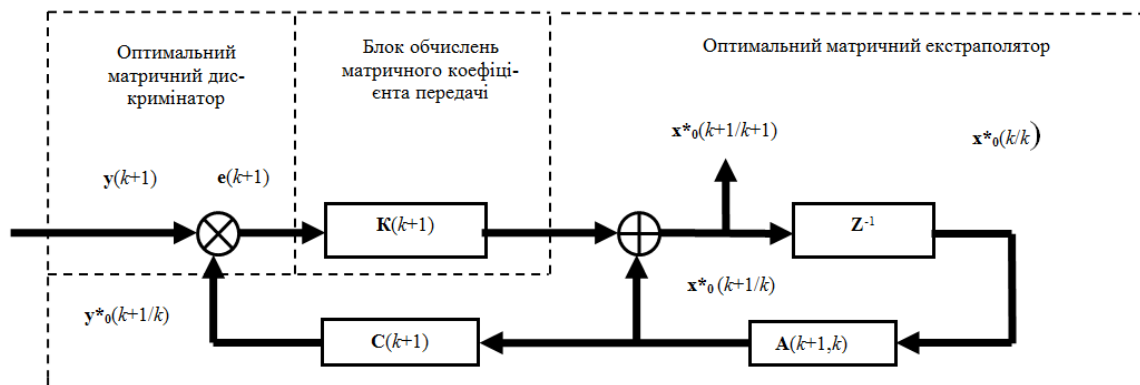 Оптимальний
матричний дис-
кримінатор
Блок обчислень
матричного коефіці-
єнта передачі
Оптимальний матричний екстраполятор
x*₀(k+1/k+1)
x*₀(k/k)
y(k+1)
e(k+1)
K(k+1)
Z⁻¹
y*₀(k+1/k)
x*₀(k+1/k)
C(k+1)
A(k+1,k)